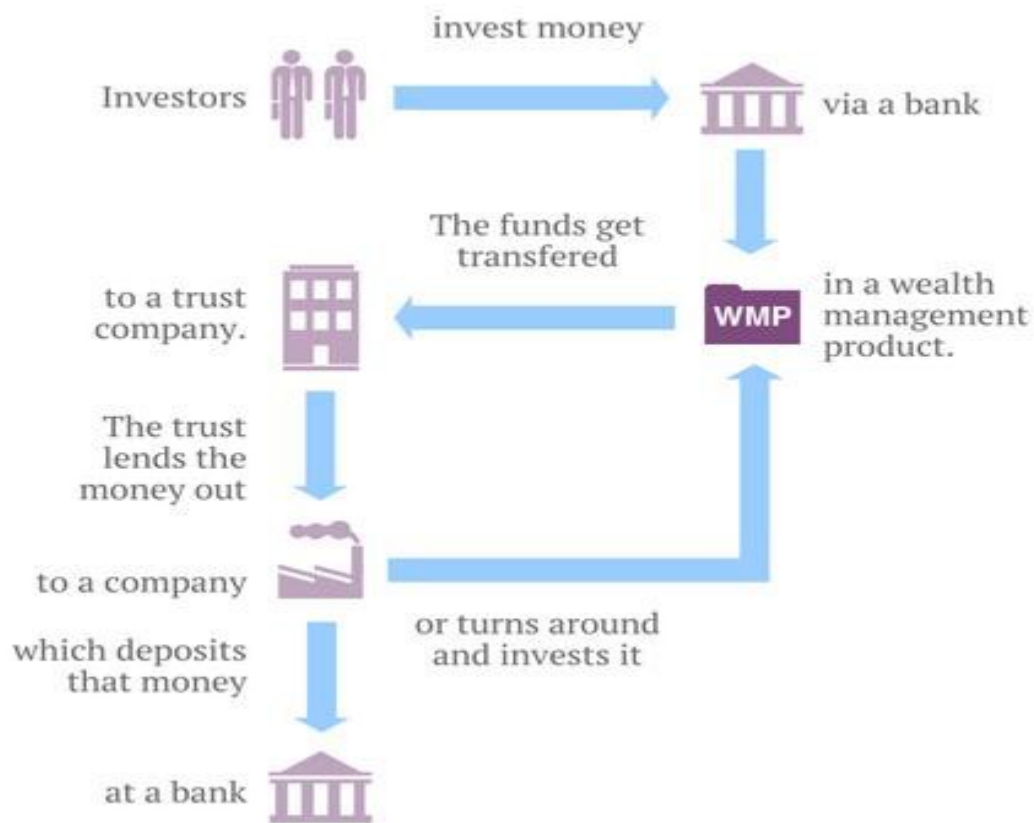 invest money
Investors
via a bank
The funds get
transfered
to a trust
company.
WMP
in a wealth
management
product.
The trust
lends the
money out
to a company
or turns around
and invests it
which deposits
that money
at a bank